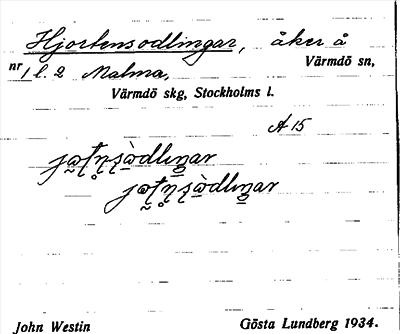 Hjortensodlingar, åker å
nr 1 l. 2 Malma, Värmdö sn,
Värmdö skg, Stockholms l.
A 15
John Westin Gösta Lundberg 1934.